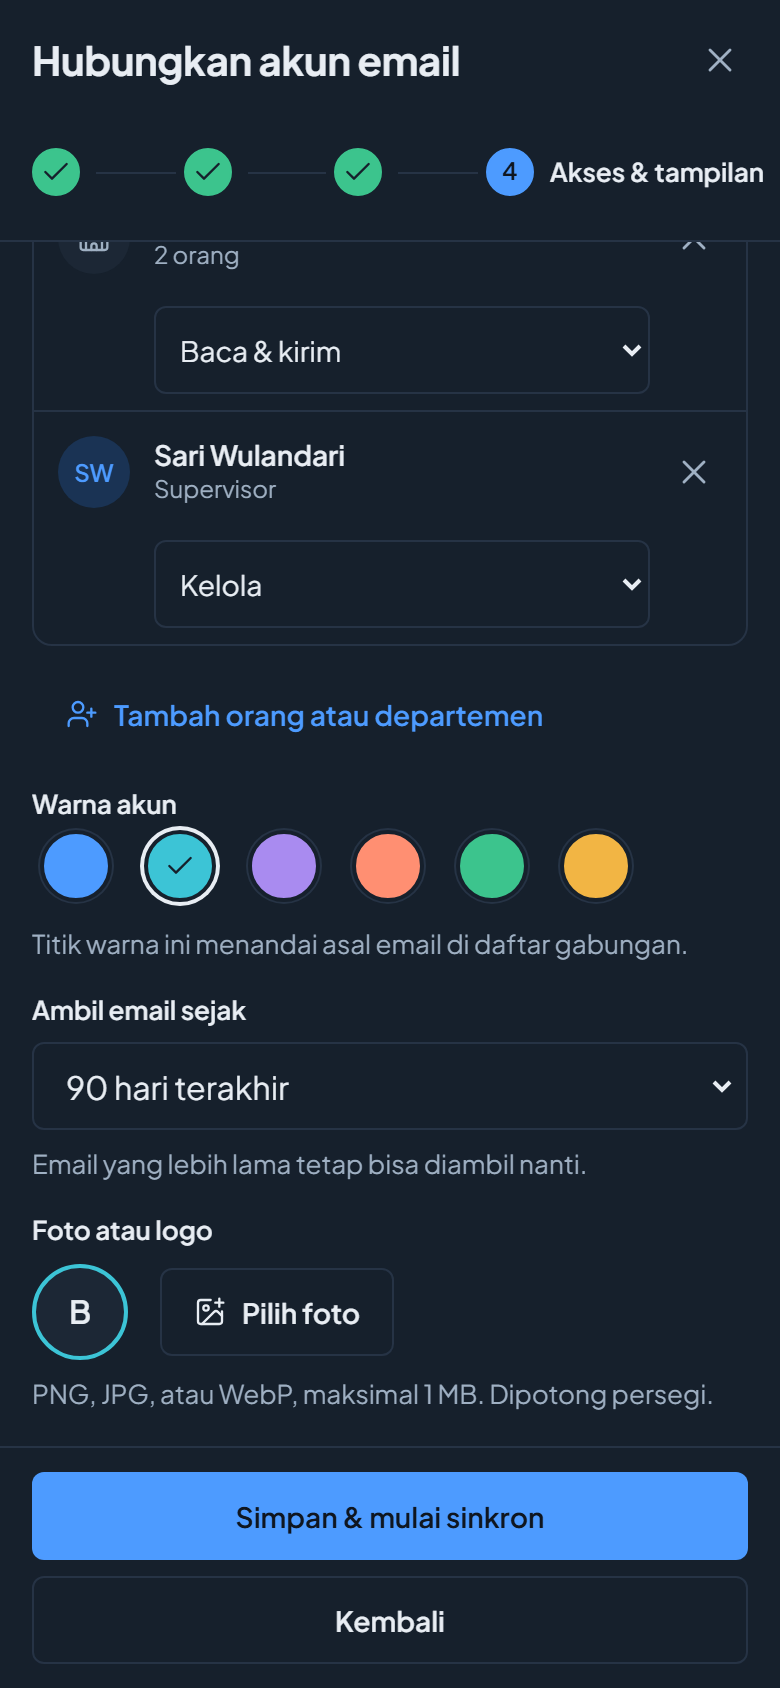 Hubungkan akun email
4 Akses & tampilan
2 orang
Baca & kirim
SW
Sari Wulandari
Supervisor
Kelola
Tambah orang atau departemen
Warna akun
Titik warna ini menandai asal email di daftar gabungan.
Ambil email sejak
90 hari terakhir
Email yang lebih lama tetap bisa diambil nanti.
Foto atau logo
B
Pilih foto
PNG, JPG, atau WebP, maksimal 1 MB. Dipotong persegi.
Simpan & mulai sinkron
Kembali